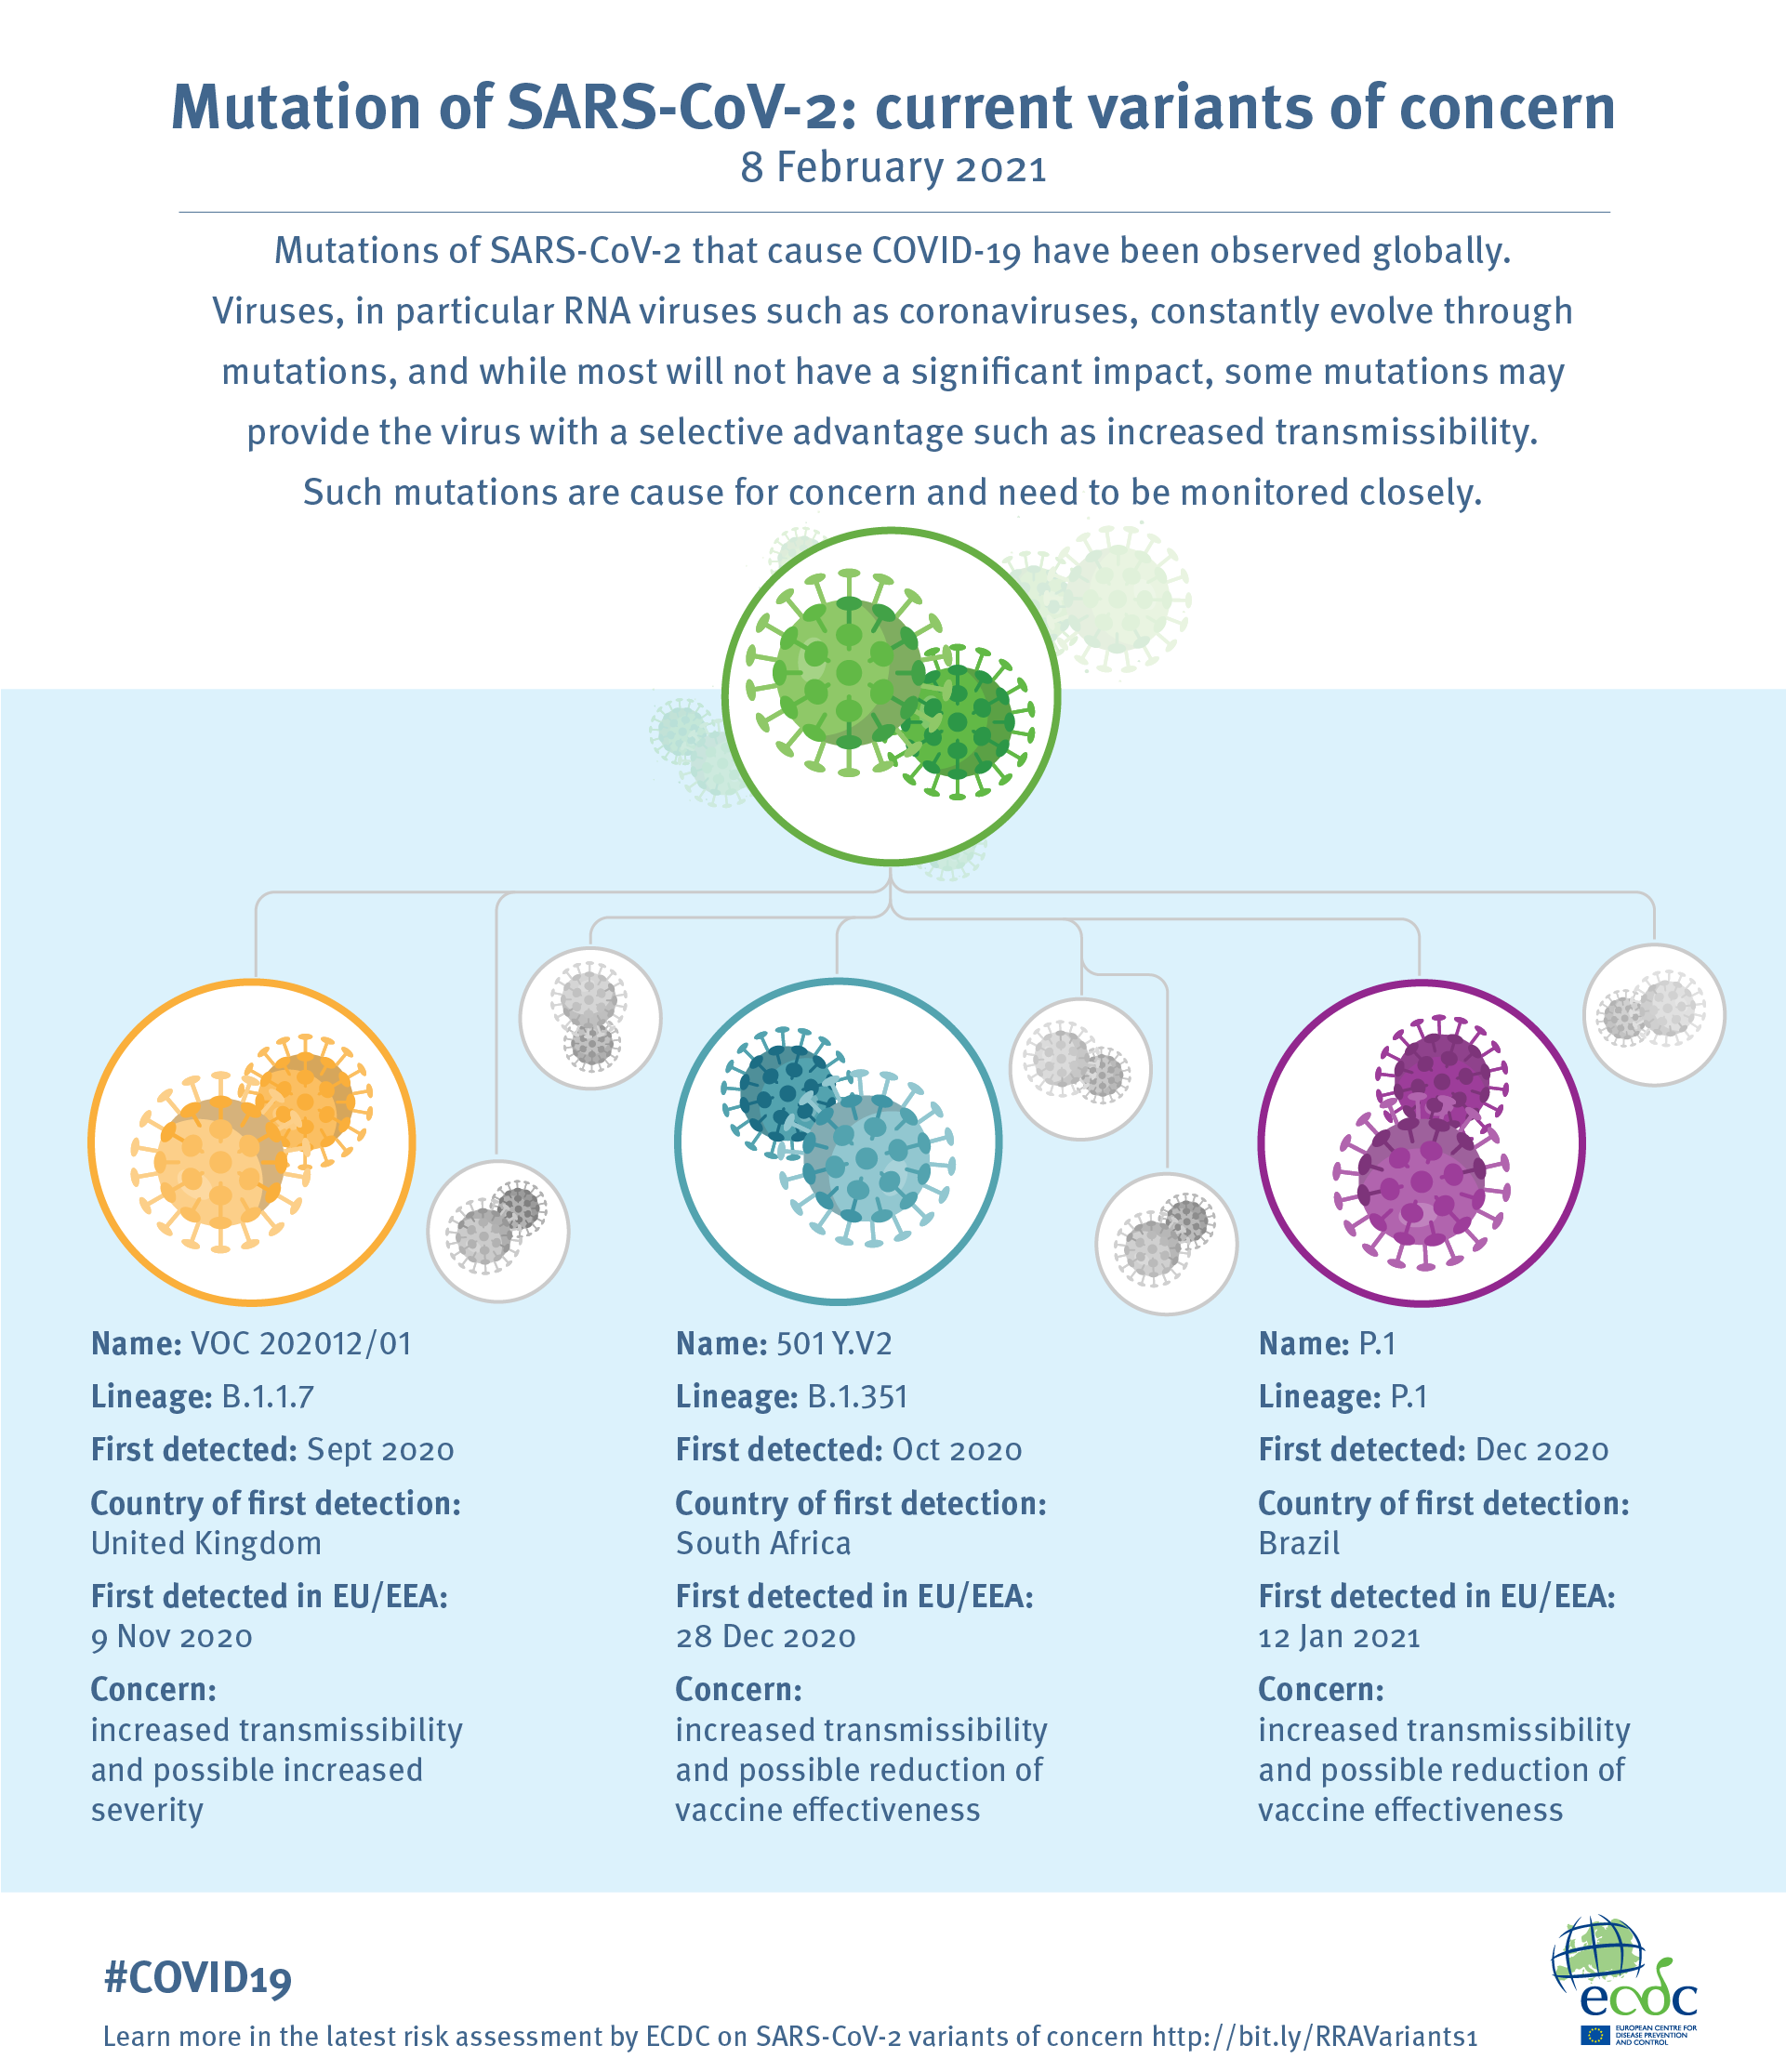 Mutation of SARS-CoV-2: current variants of concern
8 February 2021
Mutations of SARS-CoV-2 that cause COVID-19 have been observed globally.
Viruses, in particular RNA viruses such as coronaviruses, constantly evolve through
mutations, and while most will not have a significant impact, some mutations may
provide the virus with a selective advantage such as increased transmissibility.
Such mutations are cause for concern and need to be monitored closely.
Name: VOC 202012/01
Lineage: B.1.1.7
First detected: Sept 2020
Country of first detection:
United Kingdom
First detected in EU/EEA:
9 Nov 2020
Concern:
increased transmissibility
and possible increased
severity
Name: 501Y.V2
Lineage: B.1.351
First detected: Oct 2020
Country of first detection:
South Africa
First detected in EU/EEA:
28 Dec 2020
Concern:
increased transmissibility
and possible reduction of
vaccine effectiveness
Name: P.1
Lineage: P.1
First detected: Dec 2020
Country of first detection:
Brazil
First detected in EU/EEA:
12 Jan 2021
Concern:
increased transmissibility
and possible reduction of
vaccine effectiveness
#COVID19
Learn more in the latest risk assessment by ECDC on SARS-CoV-2 variants of concern http://bit.ly/RRAVariants1
ecdc
EUROPEAN CENTRE FOR
DISEASE PREVENTION
AND CONTROL